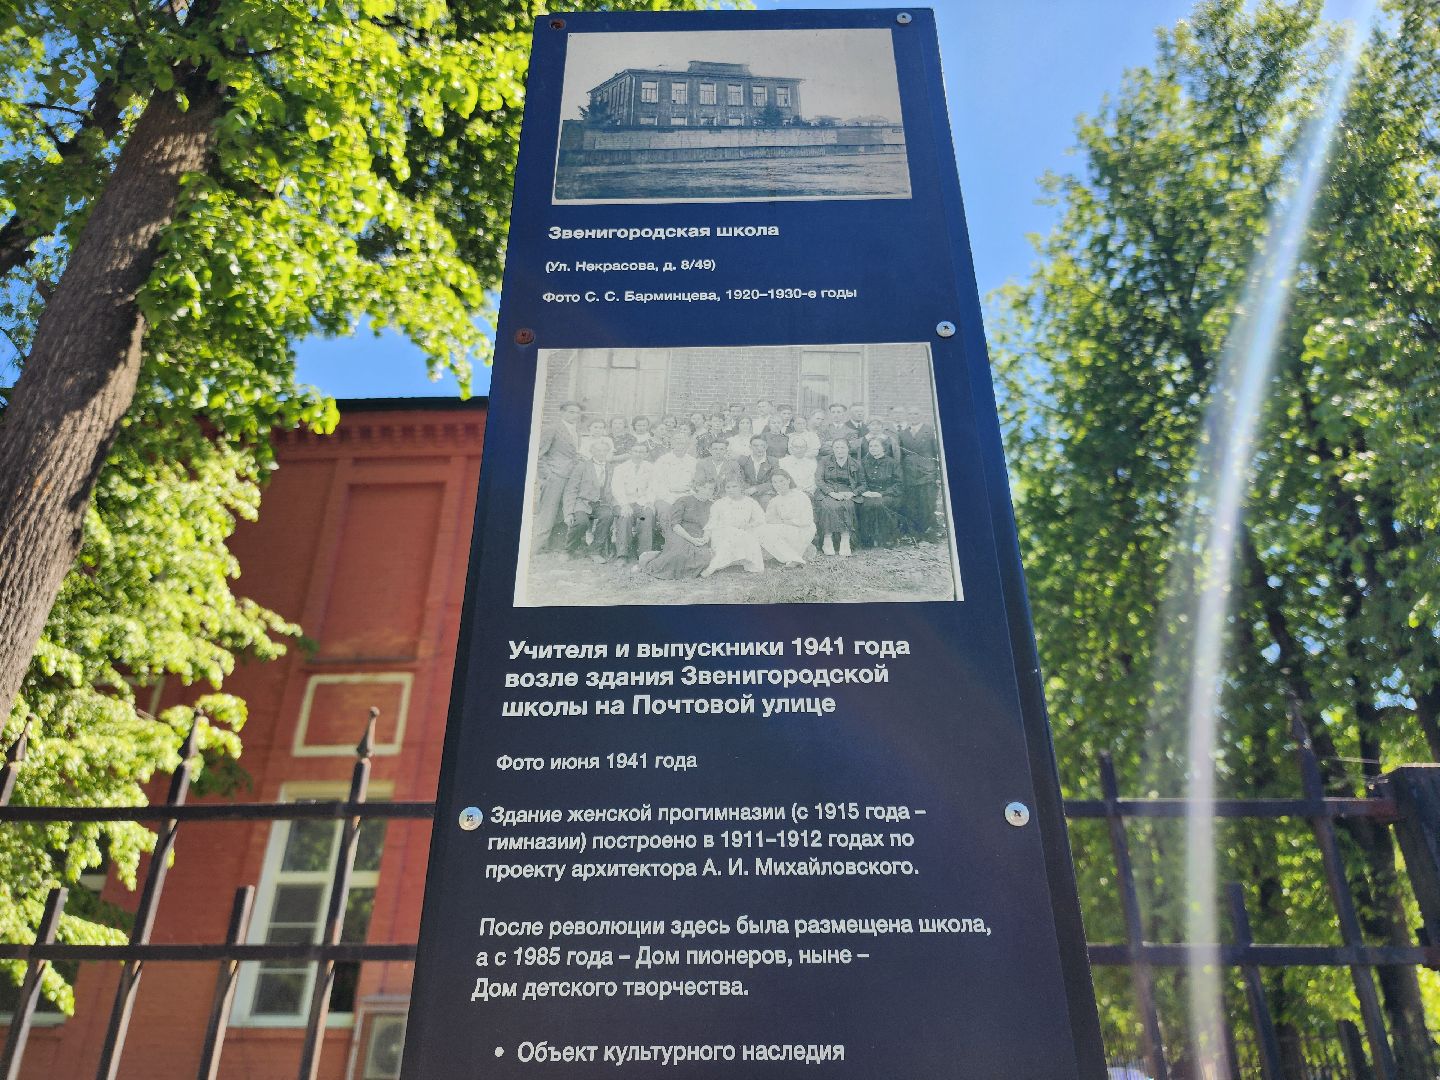 Звенигородская школа
(Ул. Некрасова, д. 8/49)
Фото С. С. Барминцева, 1920–1930-е годы
Учителя и выпускники 1941 года
возле здания Звенигородской
школы на Почтовой улице
Фото июня 1941 года
Здание женской прогимназии (с 1915 года –
гимназии) построено в 1911–1912 годах по
проекту архитектора А. И. Михайловского.
После революции здесь была размещена школа,
а с 1985 года – Дом пионеров, ныне –
Дом детского творчества.
• Объект культурного наследия